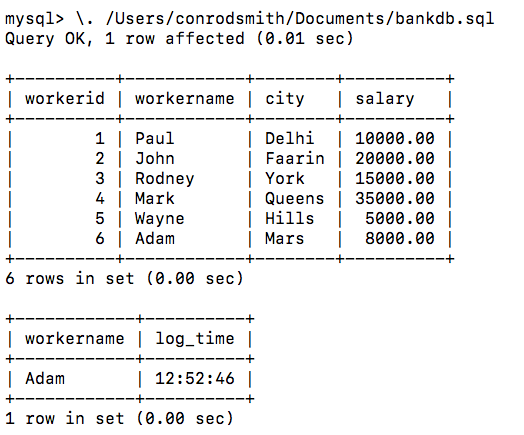 mysql> \. /Users/conrodsmith/Documents/bankdb.sql
Query OK, 1 row affected (0.01 sec)

+----------+------------+--------+----------+
| workerid | workername | city   | salary   |
+----------+------------+--------+----------+
|        1 | Paul       | Delhi  | 10000.00 |
|        2 | John       | Faarin | 20000.00 |
|        3 | Rodney     | York   | 15000.00 |
|        4 | Mark       | Queens | 35000.00 |
|        5 | Wayne      | Hills  |  5000.00 |
|        6 | Adam       | Mars   |  8000.00 |
+----------+------------+--------+----------+
6 rows in set (0.00 sec)

+------------+----------+
| workername | log_time |
+------------+----------+
| Adam       | 12:52:46 |
+------------+----------+
1 row in set (0.00 sec)